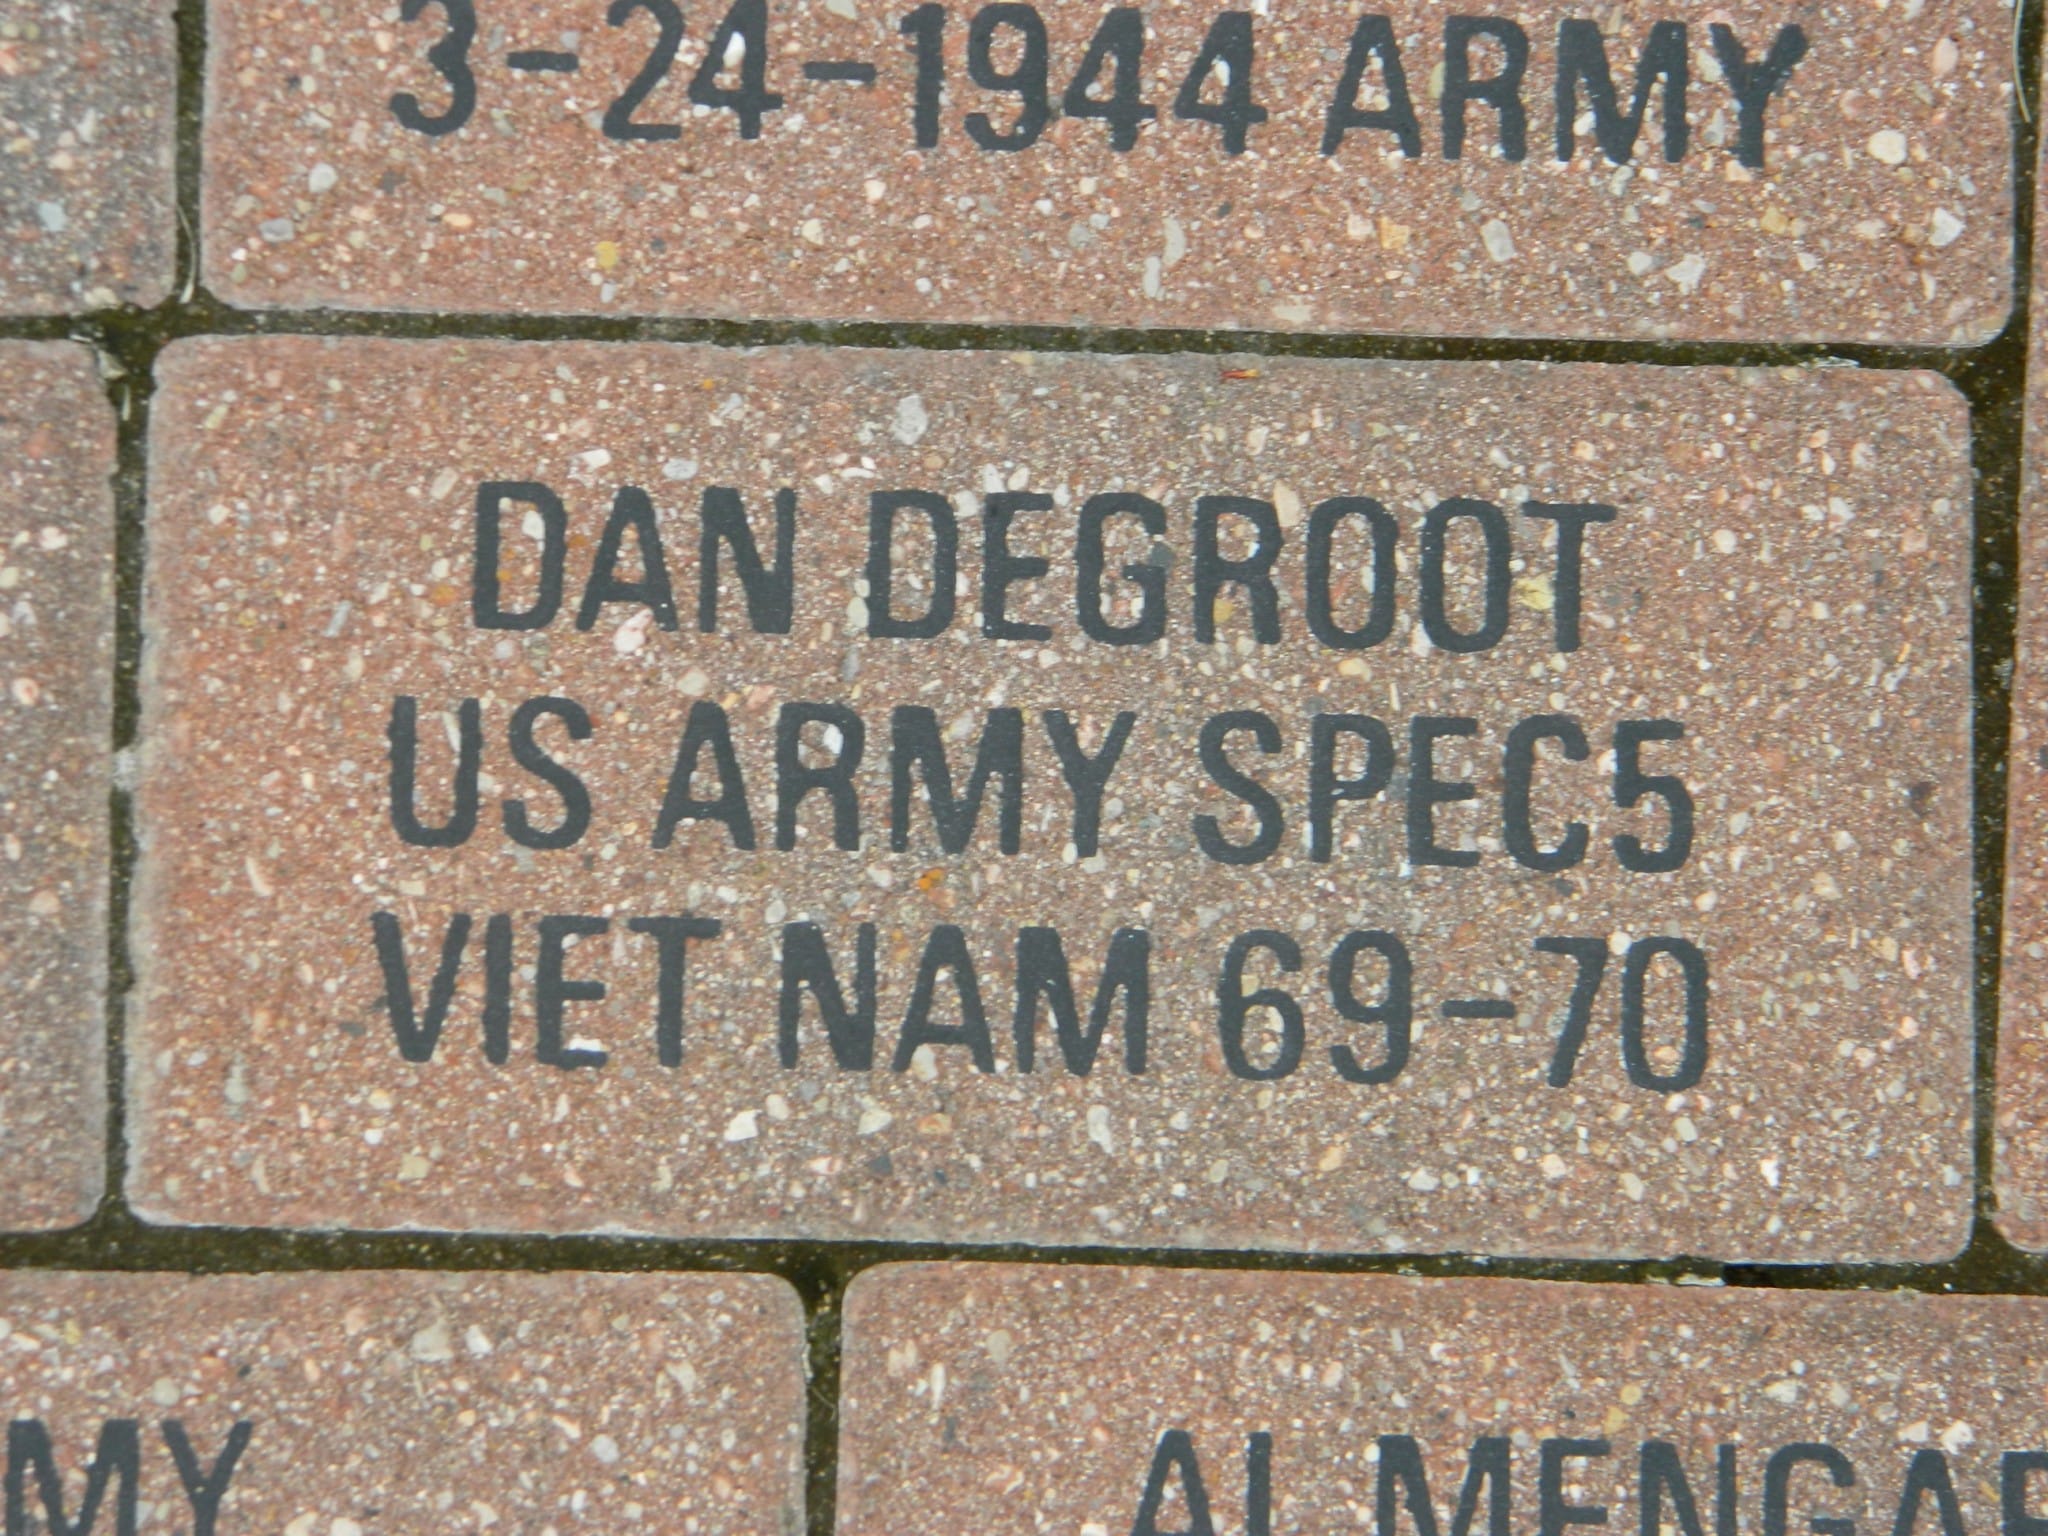 3-24-1944 ARMY
DAN DEGROOT
US ARMY SPEC5
VIET NAM 69-70